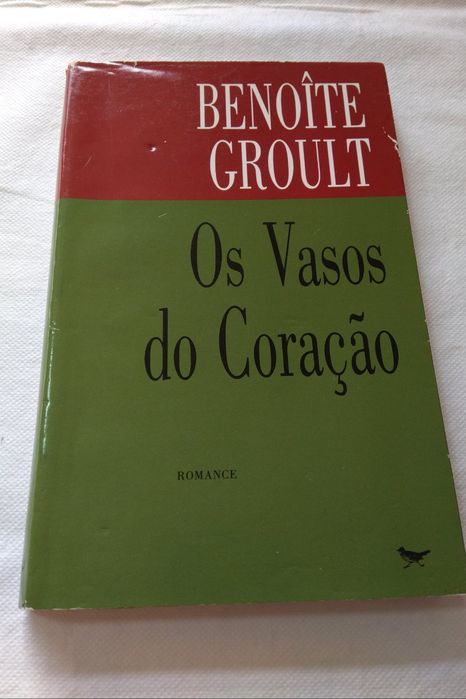 BENOÎTE
GROULT
Os Vasos
do Coração
ROMANCE